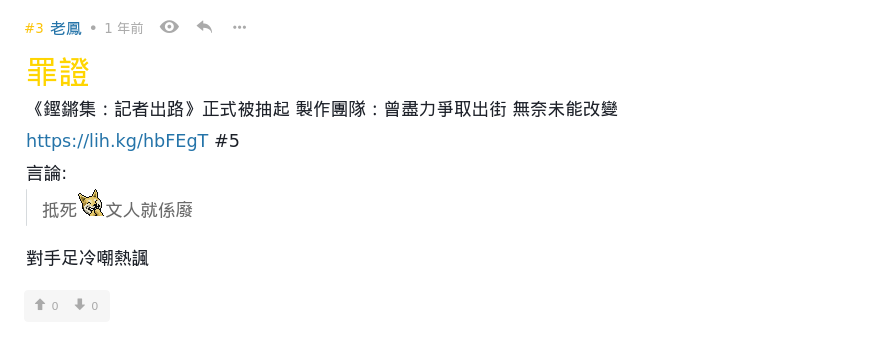 #3 老鳳 • 1 年前
罪證
《鏗鏘集：記者出路》正式被抽起 製作團隊：曾盡力爭取出街 無奈未能改變
https://lih.kg/hbFEgT #5
言論:
抵死文人就係廢
對手足冷嘲熱諷
0 0